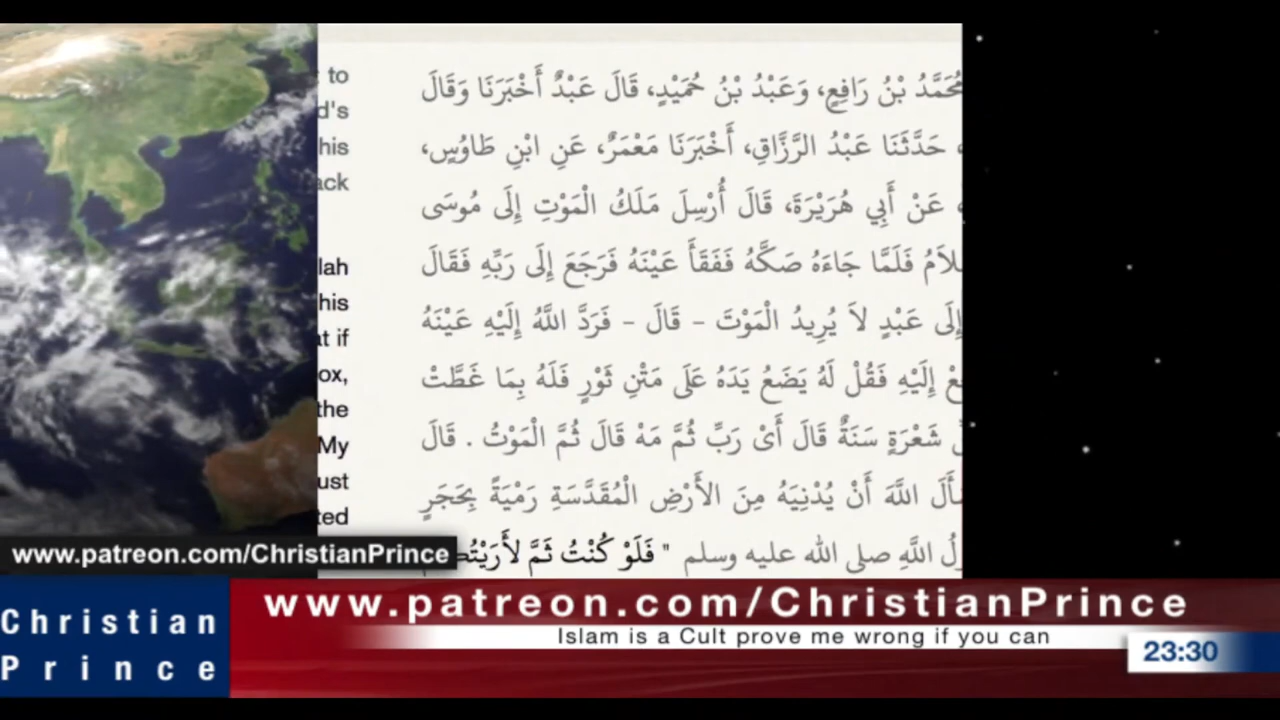 to
d's
his
ack
lah
his
t if
ox,
the
My
ust
ted
مُحَمَّدُ بْنُ رَافِعٍ، وَعَبْدُ بْنُ حُمَيْدٍ، قَالَ عَبْدٌ أَخْبَرَنَا وَقَالَ
، حَدَّثَنَا عَبْدُ الرَّزَّاقِ، أَخْبَرَنَا مَعْمَرٌ، عَنِ ابْنِ طَاوُسٍ،
، عَنْ أَبِي هُرَيْرَةَ، قَالَ أُرْسِلَ مَلَكُ الْمَوْتِ إِلَى مُوسَى
لاَمُ فَلَمَّا جَاءَهُ صَكَّهُ فَفَقَأَ عَيْنَهُ فَرَجَعَ إِلَى رَبِّهِ فَقَالَ
إِلَى عَبْدٍ لاَ يُرِيدُ الْمَوْتَ - قَالَ - فَرَدَّ اللَّهُ إِلَيْهِ عَيْنَهُ
عْ إِلَيْهِ فَقُلْ لَهُ يَضَعُ يَدَهُ عَلَى مَتْنِ ثَوْرٍ فَلَهُ بِمَا غَطَّتْ
شَعْرَةٍ سَنَةٌ قَالَ أَىْ رَبِّ ثُمَّ مَهْ قَالَ ثُمَّ الْمَوْتُ . قَالَ
سَأَلَ اللَّهَ أَنْ يُدْنِيَهُ مِنَ الأَرْضِ الْمُقَدَّسَةِ رَمْيَةً بِحَجَرٍ
ولُ اللَّهِ صلى الله عليه وسلم " فَلَوْ كُنْتُ ثَمَّ لأَرَيْتُ
www.patreon.com/ChristianPrince
www.patreon.com/ChristianPrince
Islam is a Cult prove me wrong if you can
Christian
Prince
23:30